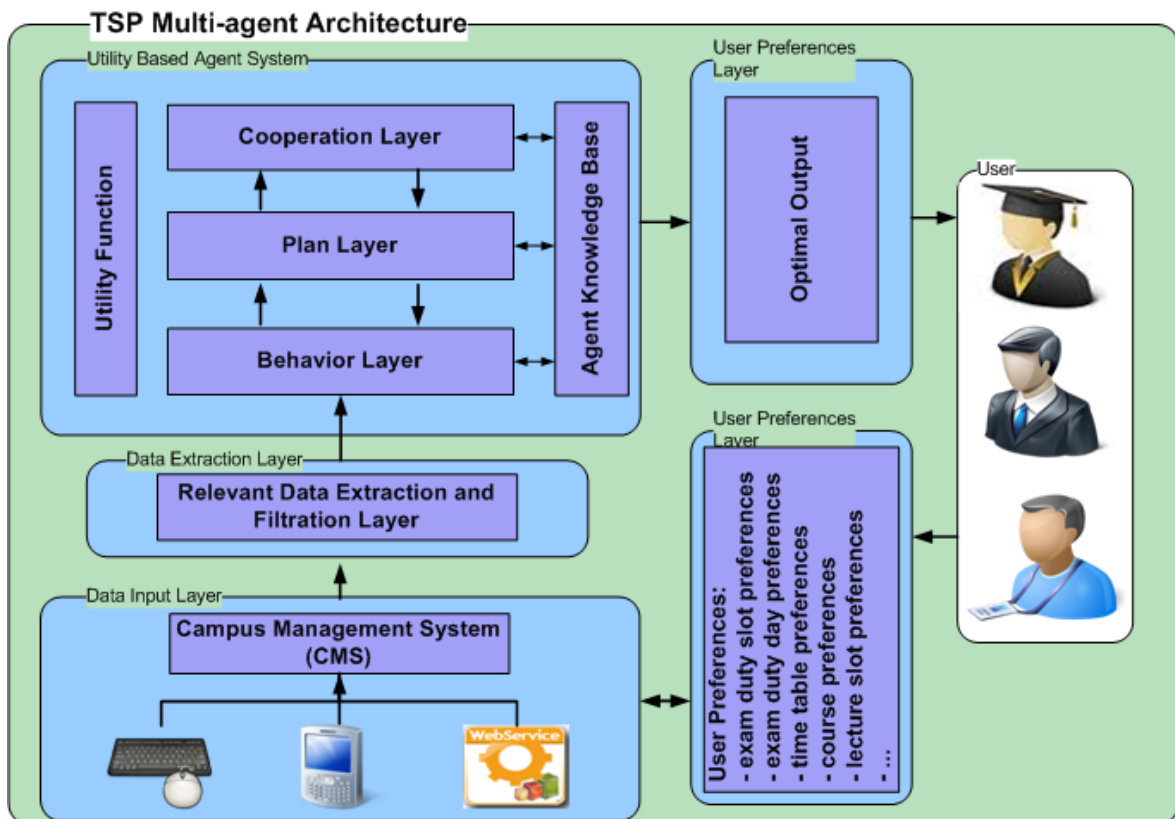 TSP Multi-agent Architecture
Utility Based Agent System
Utility Function
Cooperation Layer
Plan Layer
Behavior Layer
Agent Knowledge Base
User Preferences
Layer
Optimal Output
User
Data Extraction Layer
Relevant Data Extraction and
Filtration Layer
Data Input Layer
Campus Management System
(CMS)
WebService
User Preferences
Layer
User Preferences:
- exam duty slot preferences
- exam duty day preferences
- time table preferences
- course preferences
- lecture slot preferences
- ...